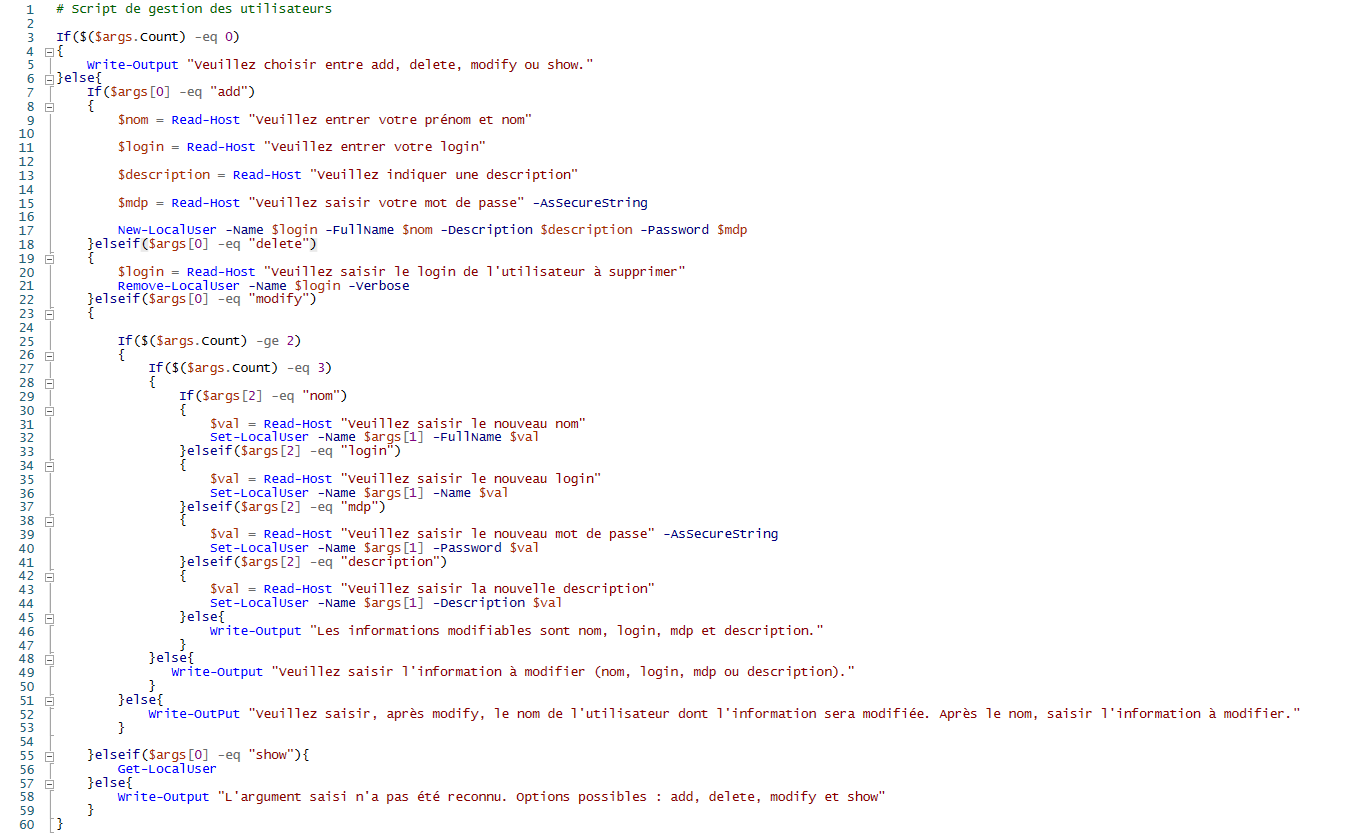 1 # Script de gestion des utilisateurs
2
3 If($($args.Count) -eq 0)
4 {
5 Write-Output "Veuillez choisir entre add, delete, modify ou show."
6 }else{
7 If($args[0] -eq "add")
8 {
9 $nom = Read-Host "Veuillez entrer votre prénom et nom"
10
11 $login = Read-Host "Veuillez entrer votre login"
12
13 $description = Read-Host "Veuillez indiquer une description"
14
15 $mdp = Read-Host "Veuillez saisir votre mot de passe" -AsSecureString
16
17 New-LocalUser -Name $login -FullName $nom -Description $description -Password $mdp
18 }elseif($args[0] -eq "delete")
19 {
20 $login = Read-Host "Veuillez saisir le login de l'utilisateur à supprimer"
21 Remove-LocalUser -Name $login -Verbose
22 }elseif($args[0] -eq "modify")
23 {
24
25 If($($args.Count) -ge 2)
26 {
27 If($($args.Count) -eq 3)
28 {
29 If($args[2] -eq "nom")
30 {
31 $val = Read-Host "Veuillez saisir le nouveau nom"
32 Set-LocalUser -Name $args[1] -FullName $val
33 }elseif($args[2] -eq "login")
34 {
35 $val = Read-Host "Veuillez saisir le nouveau login"
36 Set-LocalUser -Name $args[1] -Name $val
37 }elseif($args[2] -eq "mdp")
38 {
39 $val = Read-Host "Veuillez saisir le nouveau mot de passe" -AsSecureString
40 Set-LocalUser -Name $args[1] -Password $val
41 }elseif($args[2] -eq "description")
42 {
43 $val = Read-Host "Veuillez saisir la nouvelle description"
44 Set-LocalUser -Name $args[1] -Description $val
45 }else{
46 Write-Output "Les informations modifiables sont nom, login, mdp et description."
47 }
48 }else{
49 Write-Output "Veuillez saisir l'information à modifier (nom, login, mdp ou description)."
50 }
51 }else{
52 Write-OutPut "Veuillez saisir, après modify, le nom de l'utilisateur dont l'information sera modifiée. Après le nom, saisir l'information à modifier."
53 }
54
55 }elseif($args[0] -eq "show"){
56 Get-LocalUser
57 }else{
58 Write-Output "L'argument saisi n'a pas été reconnu. Options possibles : add, delete, modify et show"
59 }
60 }